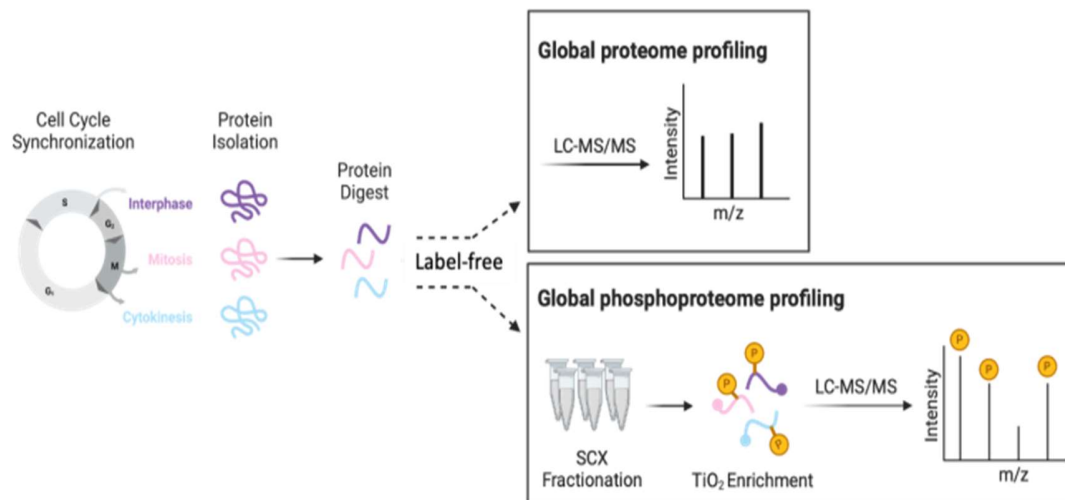 Cell Cycle
Synchronization
S
G₂
M
G₁
Interphase
Mitosis
Cytokinesis
Protein
Isolation
Protein
Digest
Label-free
Global proteome profiling
LC-MS/MS
Intensity
m/z
Global phosphoproteome profiling
SCX
Fractionation
P
P
P
TiO₂ Enrichment
LC-MS/MS
P
P
P
Intensity
m/z